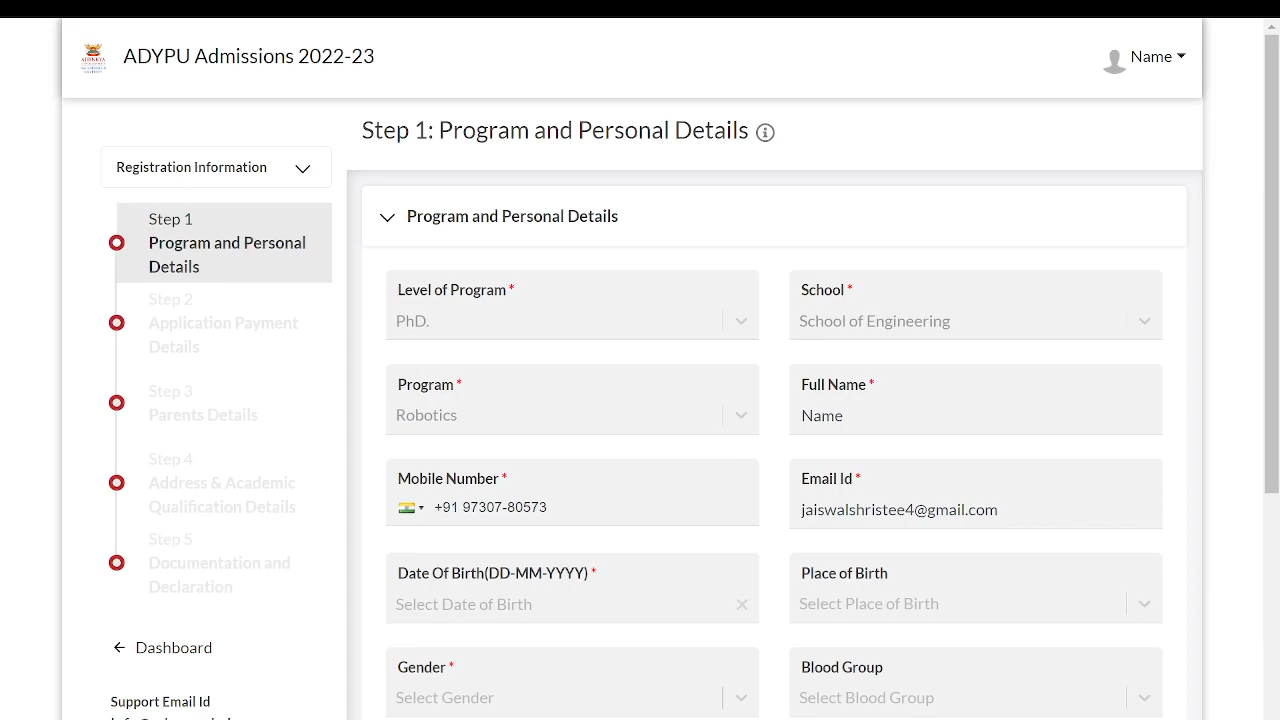 ADYPU Admissions 2022-23
Name
Step 1: Program and Personal Details
Registration Information
Step 1
Program and Personal
Details
Step 2
Application Payment
Details
Step 3
Parents Details
Step 4
Address & Academic
Qualification Details
Step 5
Documentation and
Declaration
Dashboard
Support Email Id
Program and Personal Details
Level of Program *
PhD.
School *
School of Engineering
Program *
Robotics
Full Name *
Name
Mobile Number *
+91 97307-80573
Email Id *
jaiswalshristee4@gmail.com
Date Of Birth(DD-MM-YYYY) *
Select Date of Birth
Place of Birth
Select Place of Birth
Gender *
Select Gender
Blood Group
Select Blood Group